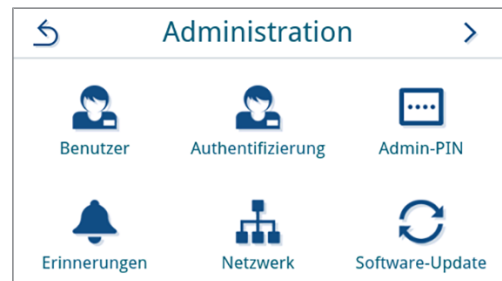 Administration
Benutzer
Authentifizierung
Admin-PIN
Erinnerungen
Netzwerk
Software-Update